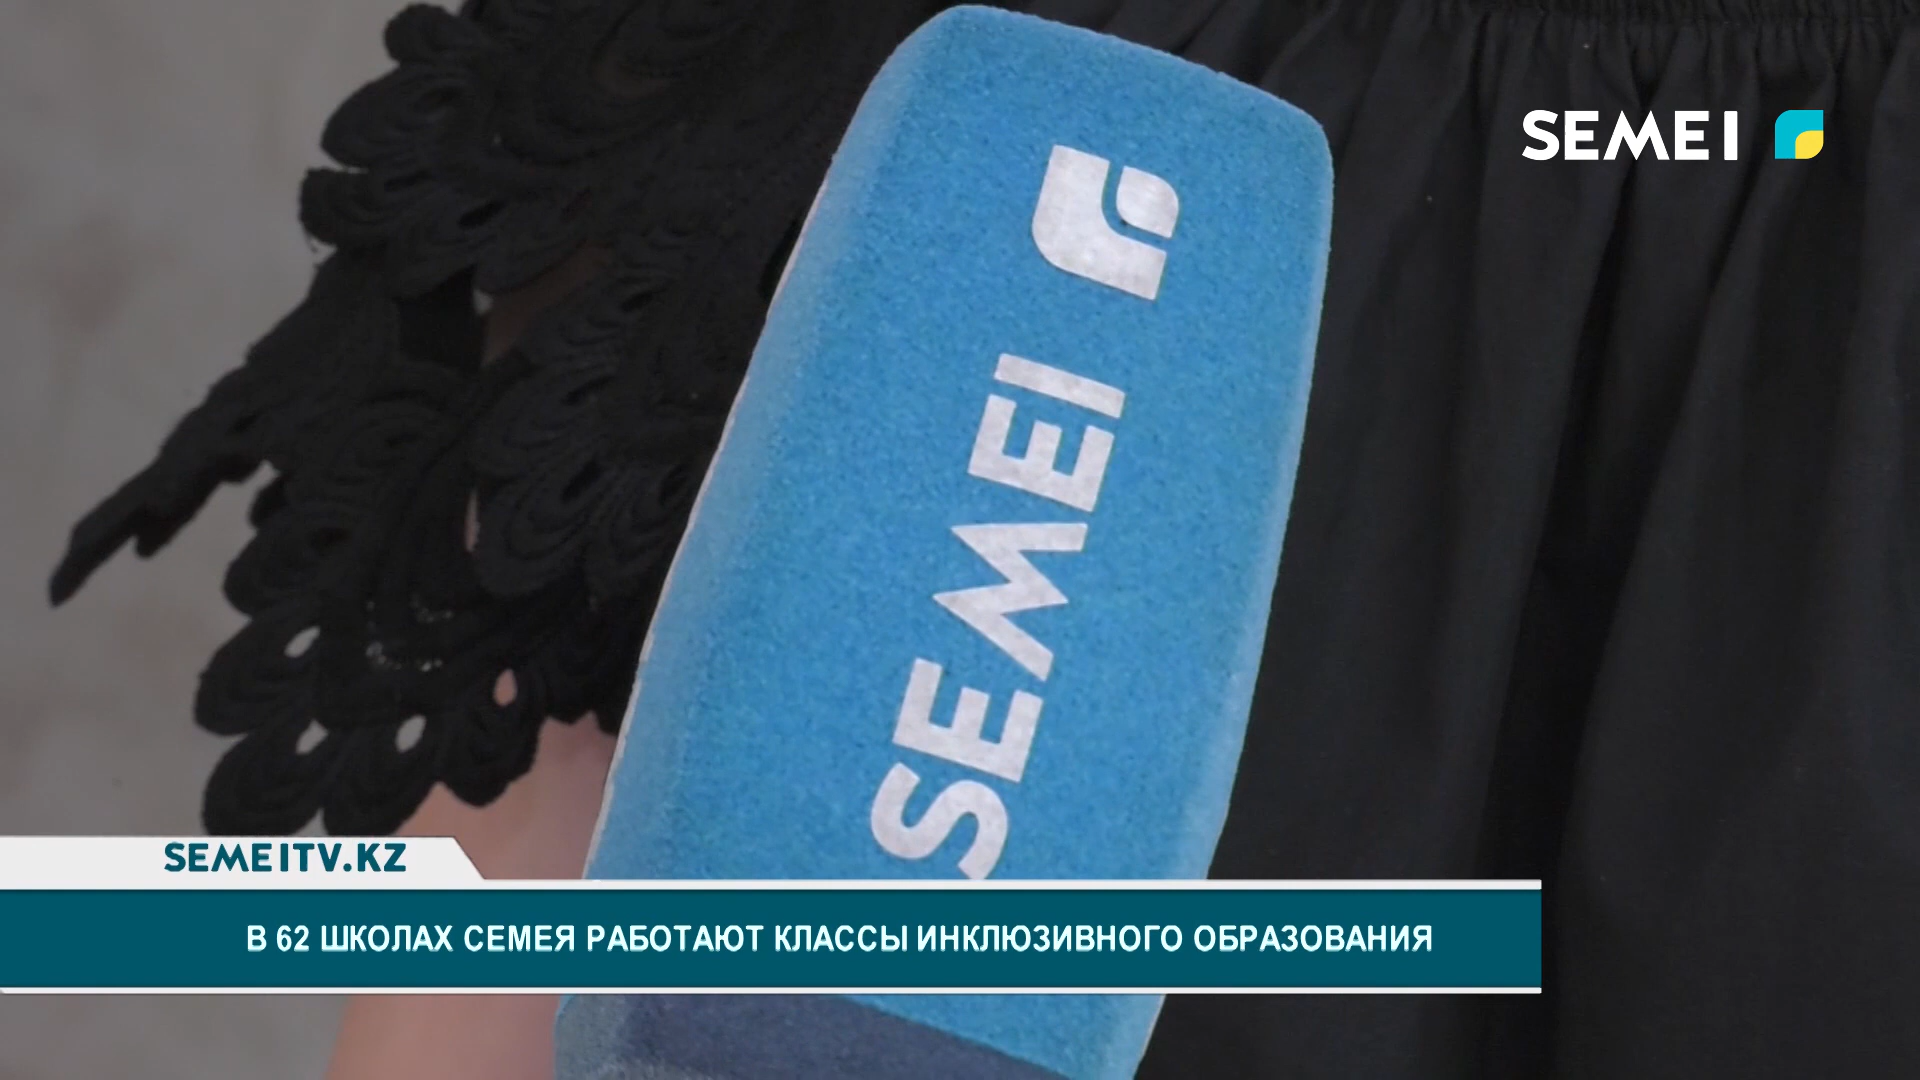 SEMEI
SEMEI
SEMEITV.KZ
В 62 ШКОЛАХ СЕМЕЯ РАБОТАЮТ КЛАССЫ ИНКЛЮЗИВНОГО ОБРАЗОВАНИЯ